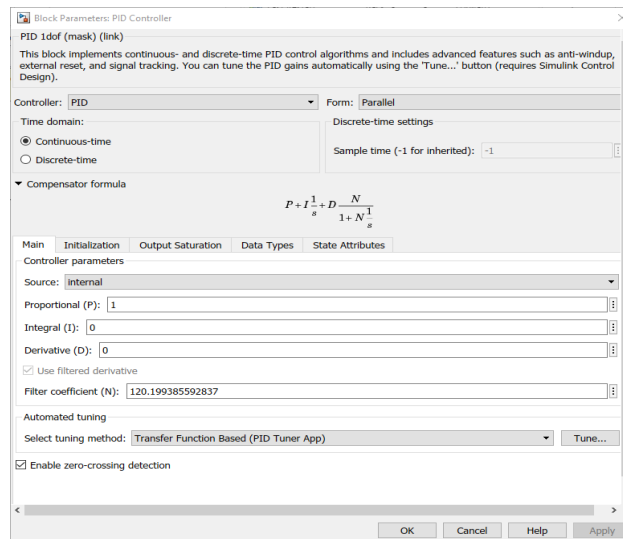 Block Parameters: PID Controller
PID 1dof (mask) (link)
This block implements continuous- and discrete-time PID control algorithms and includes advanced features such as anti-windup,
external reset, and signal tracking. You can tune the PID gains automatically using the 'Tune...' button (requires Simulink Control
Design).
Controller: PID Form: Parallel
Time domain: Discrete-time settings
Continuous-time
Discrete-time
Sample time (-1 for inherited): -1
Compensator formula
P + I 1/s + D N/(1 + N 1/s)
Main Initialization Output Saturation Data Types State Attributes
Controller parameters
Source: internal
Proportional (P): 1
Integral (I): 0
Derivative (D): 0
Use filtered derivative
Filter coefficient (N): 120.199385592837
Automated tuning
Select tuning method: Transfer Function Based (PID Tuner App) Tune...
Enable zero-crossing detection
OK Cancel Help Apply